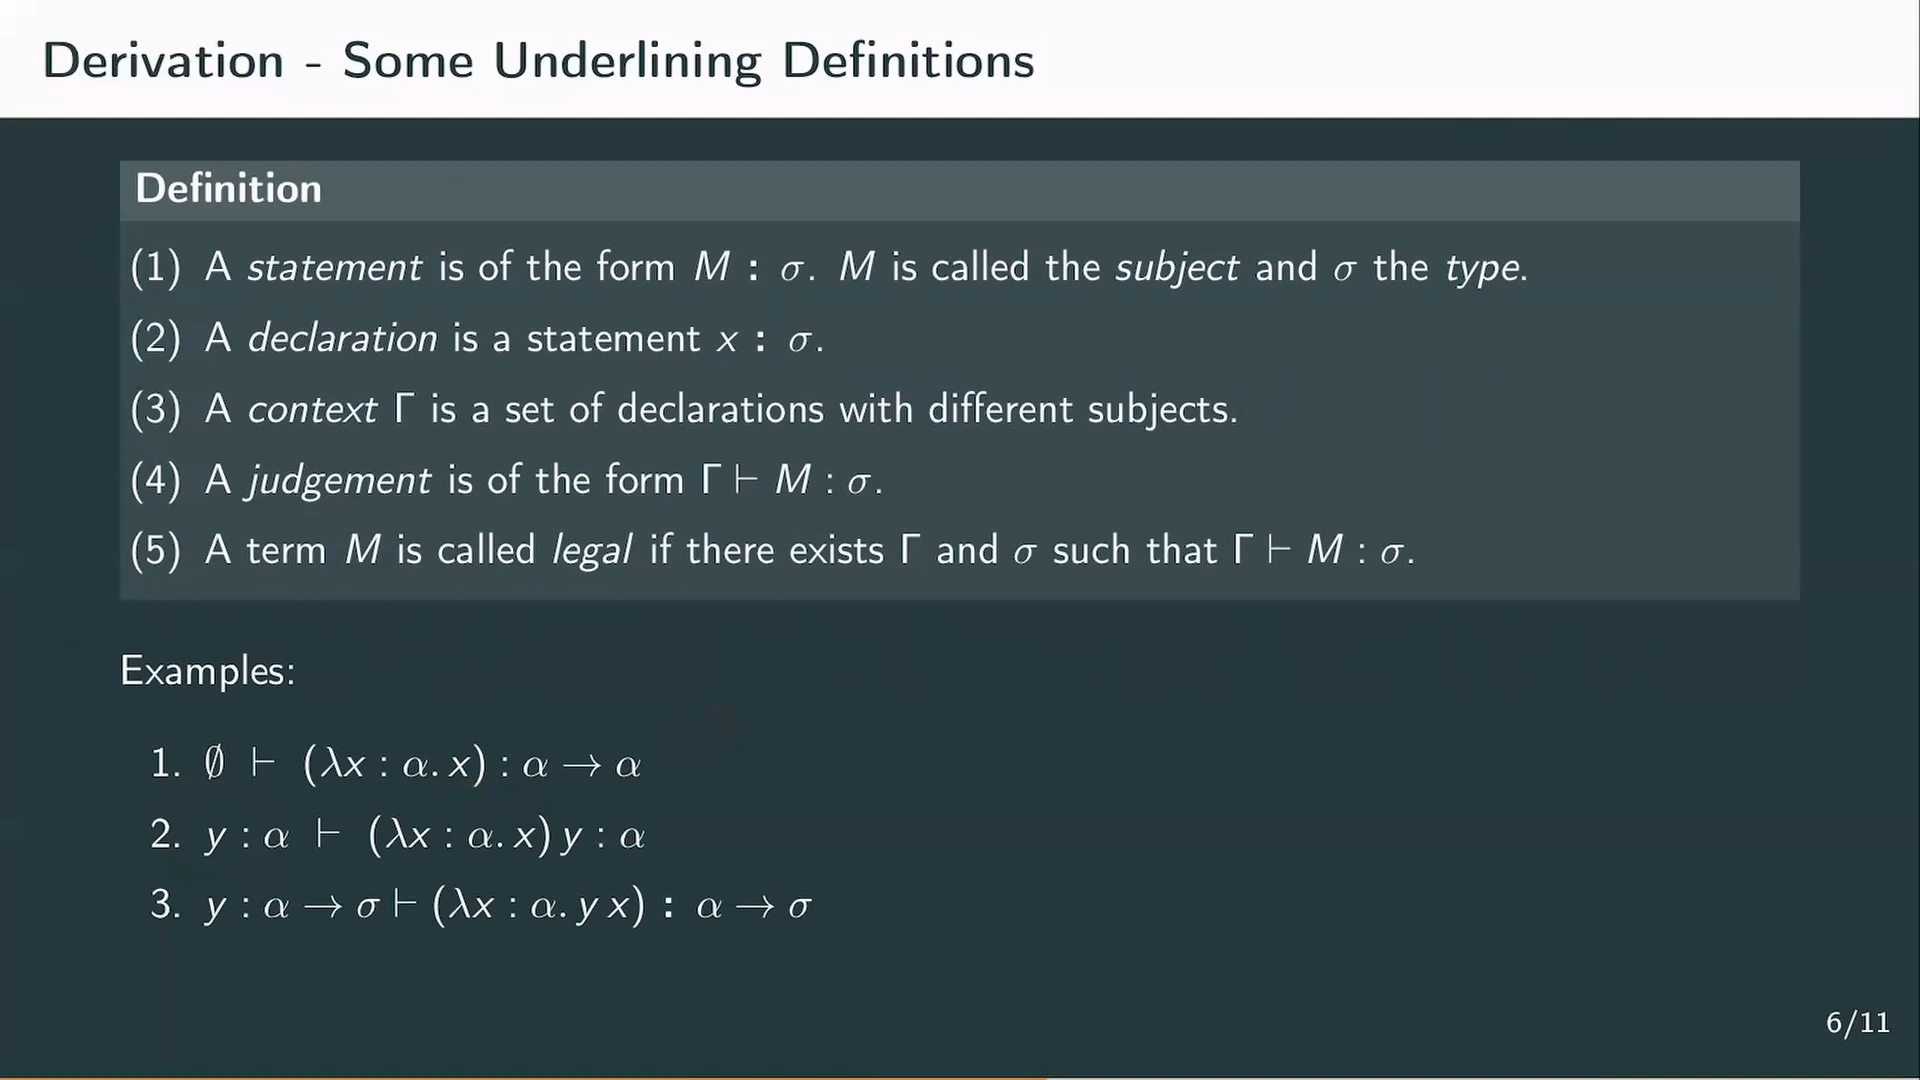 Derivation - Some Underlining Definitions
Definition
(1) A statement is of the form M : σ. M is called the subject and σ the type.
(2) A declaration is a statement x : σ.
(3) A context Γ is a set of declarations with different subjects.
(4) A judgement is of the form Γ ⊢ M : σ.
(5) A term M is called legal if there exists Γ and σ such that Γ ⊢ M : σ.
Examples:
1. ∅ ⊢ (λx : α. x) : α → α
2. y : α ⊢ (λx : α. x) y : α
3. y : α → σ ⊢ (λx : α. y x) : α → σ
6/11